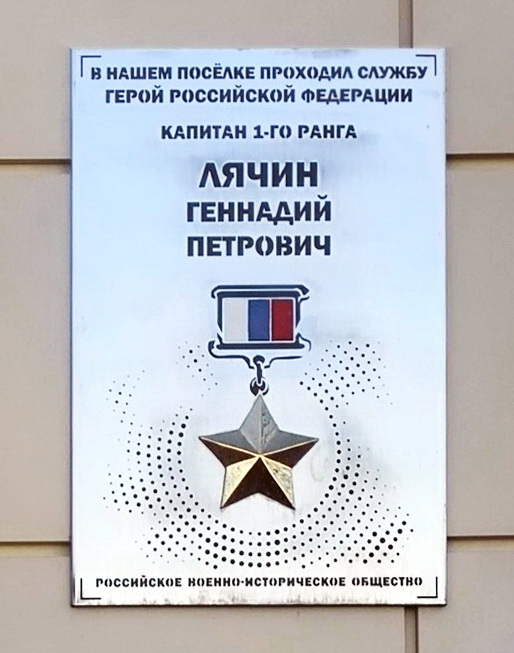 В НАШЕМ ПОСЁЛКЕ ПРОХОДИЛ СЛУЖБУ
ГЕРОЙ РОССИЙСКОЙ ФЕДЕРАЦИИ
КАПИТАН 1-ГО РАНГА
ЛЯЧИН
ГЕННАДИЙ
ПЕТРОВИЧ
РОССИЙСКОЕ ВОЕННО-ИСТОРИЧЕСКОЕ ОБЩЕСТВО